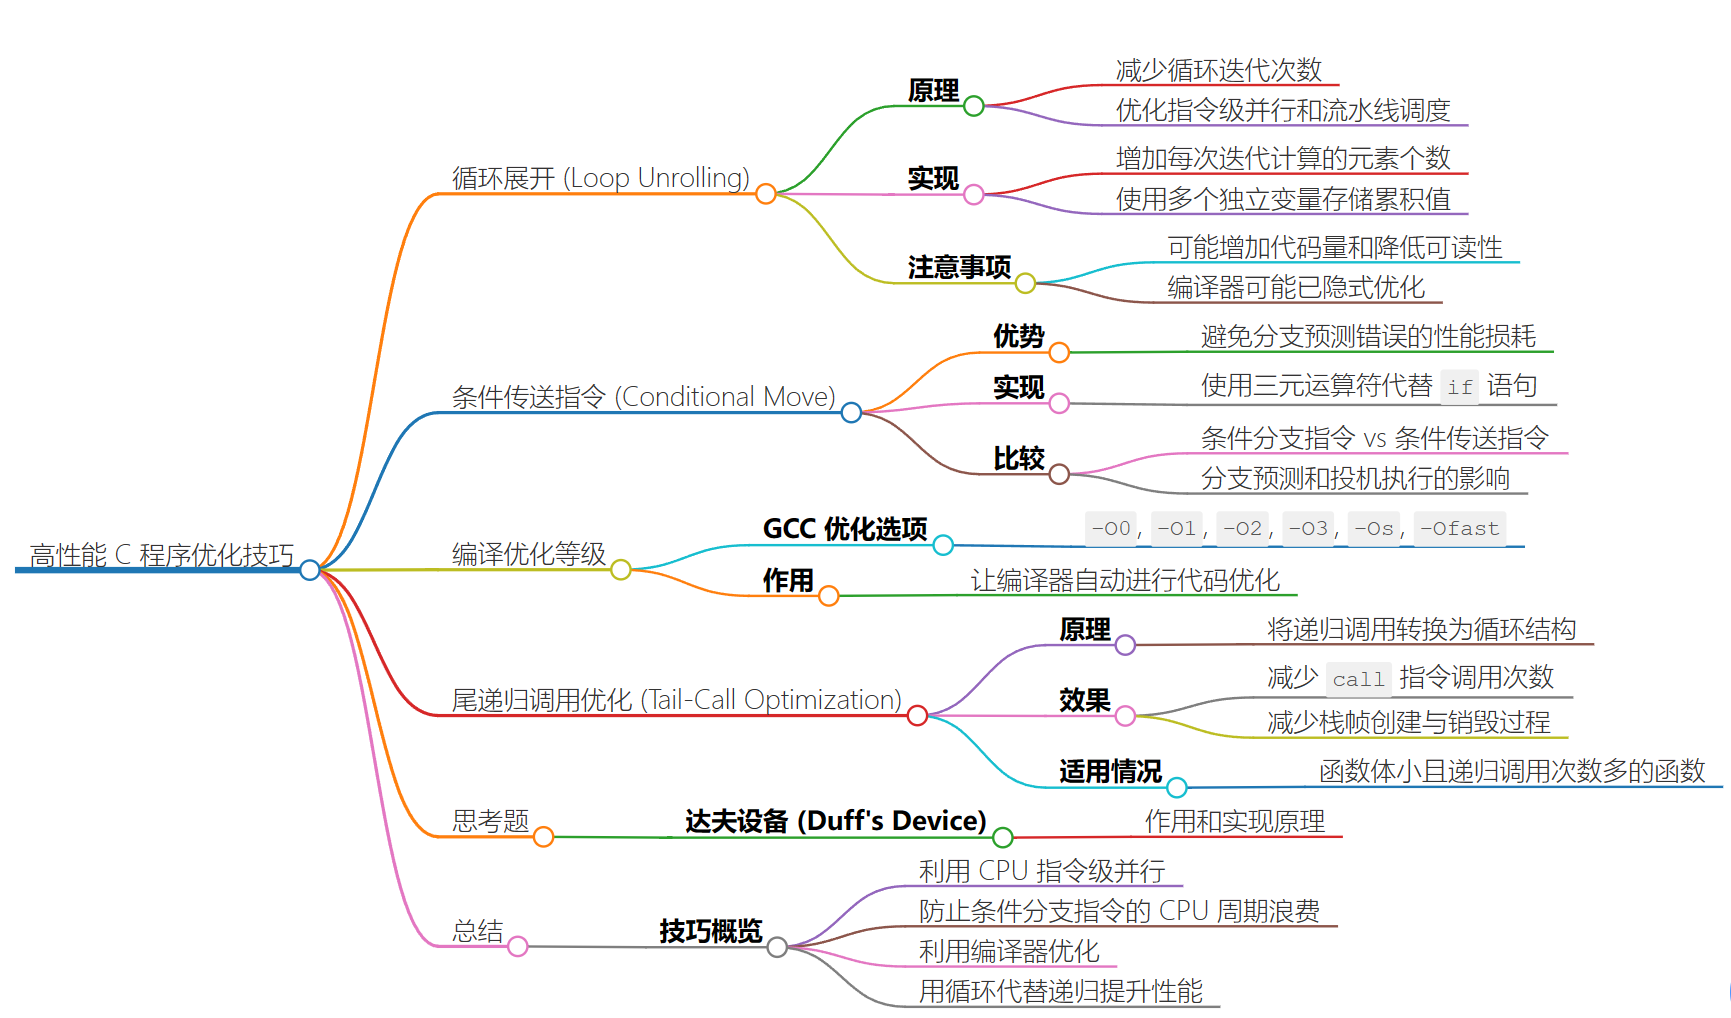 高性能 C 程序优化技巧
循环展开 (Loop Unrolling)
原理
减少循环迭代次数
优化指令级并行和流水线调度
实现
增加每次迭代计算的元素个数
使用多个独立变量存储累积值
注意事项
可能增加代码量和降低可读性
编译器可能已隐式优化
条件传送指令 (Conditional Move)
优势
避免分支预测错误的性能损耗
实现
使用三元运算符代替 if 语句
比较
条件分支指令 vs 条件传送指令
分支预测和投机执行的影响
编译优化等级
GCC 优化选项
-O0, -O1, -O2, -O3, -Os, -Ofast
作用
让编译器自动进行代码优化
尾递归调用优化 (Tail-Call Optimization)
原理
将递归调用转换为循环结构
效果
减少 call 指令调用次数
减少栈帧创建与销毁过程
适用情况
函数体小且递归调用次数多的函数
思考题
达夫设备 (Duff's Device)
作用和实现原理
总结
技巧概览
利用 CPU 指令级并行
防止条件分支指令的 CPU 周期浪费
利用编译器优化
用循环代替递归提升性能